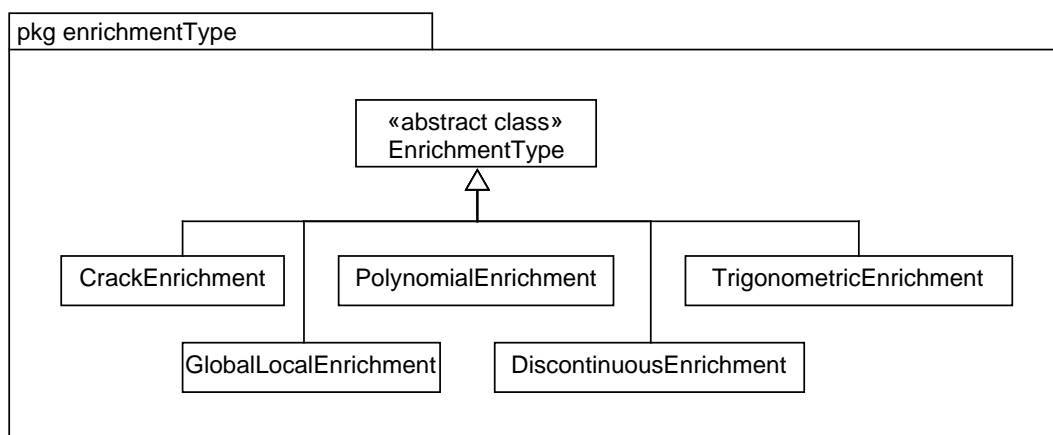 pkg enrichmentType
«abstract class»
EnrichmentType
CrackEnrichment
PolynomialEnrichment
TrigonometricEnrichment
GlobalLocalEnrichment
DiscontinuousEnrichment